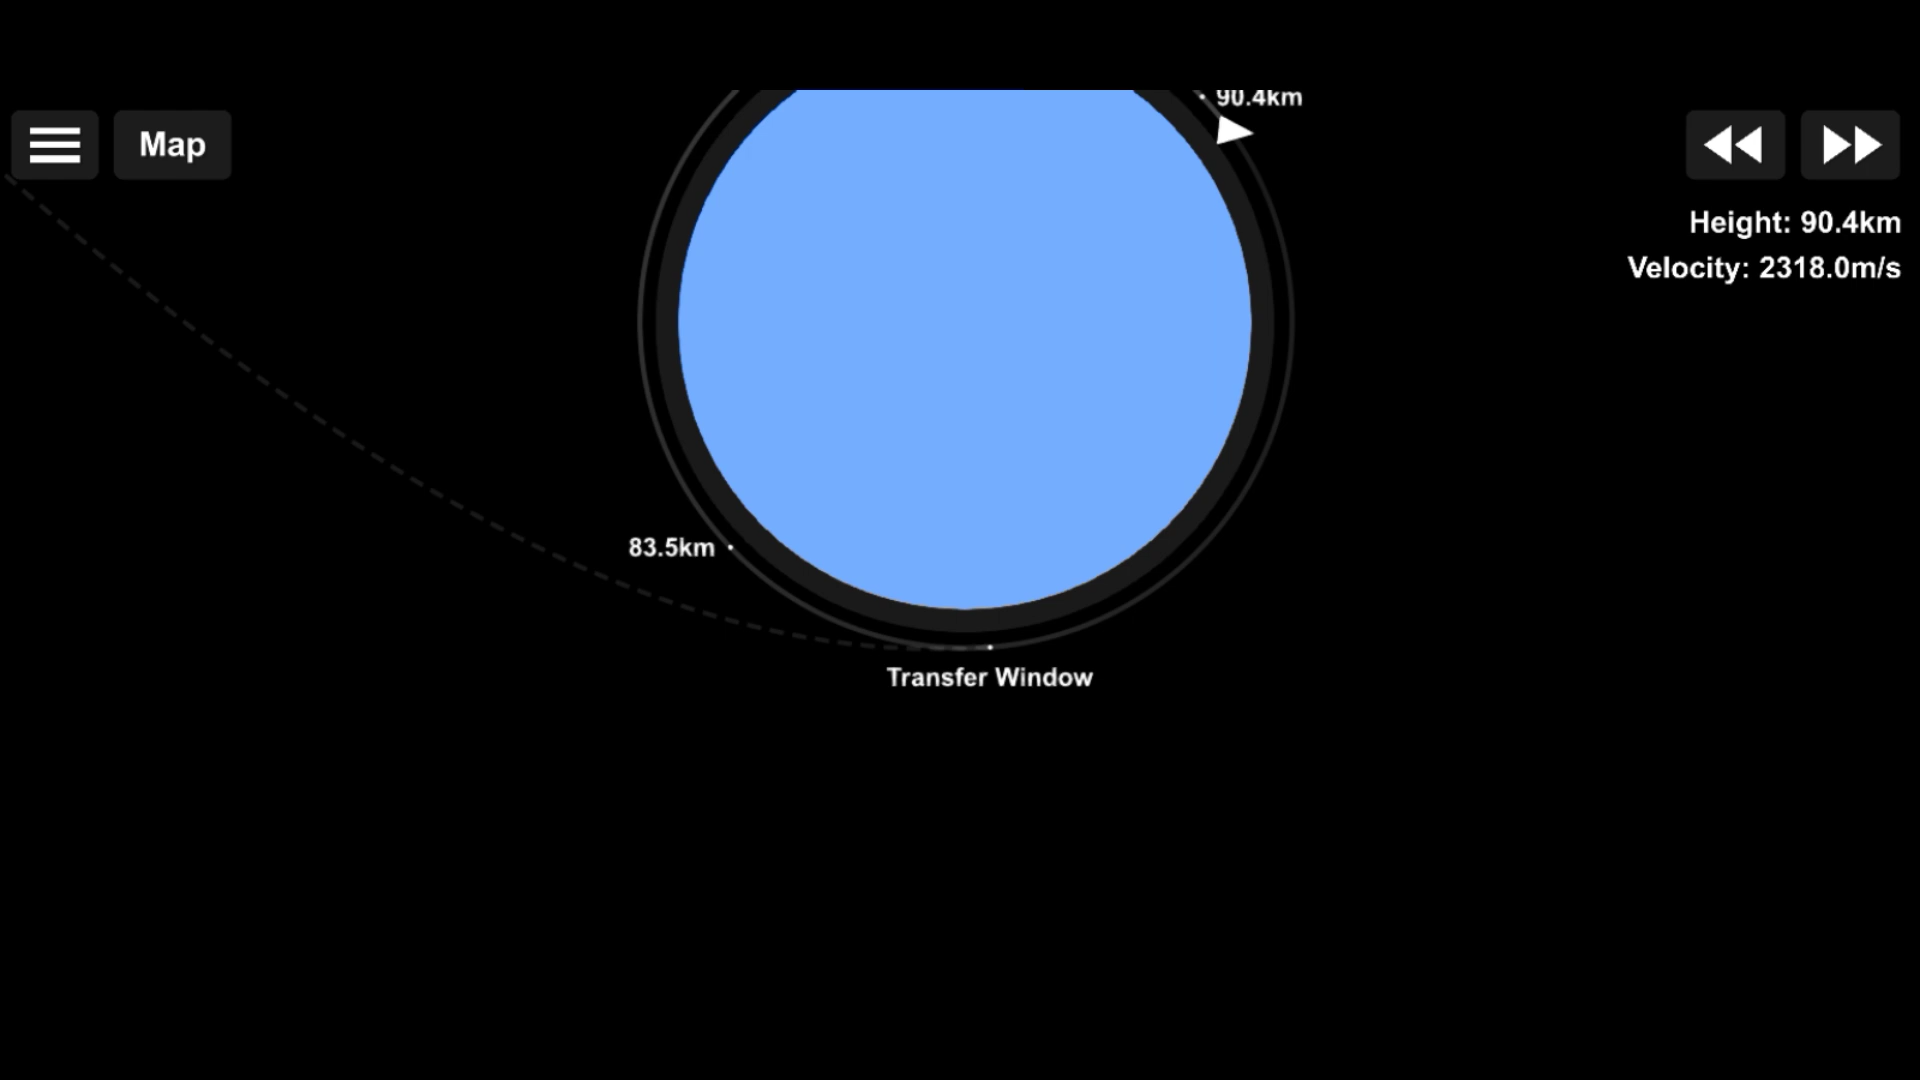 90.4km
Map
Height: 90.4km
Velocity: 2318.0m/s
83.5km
Transfer Window